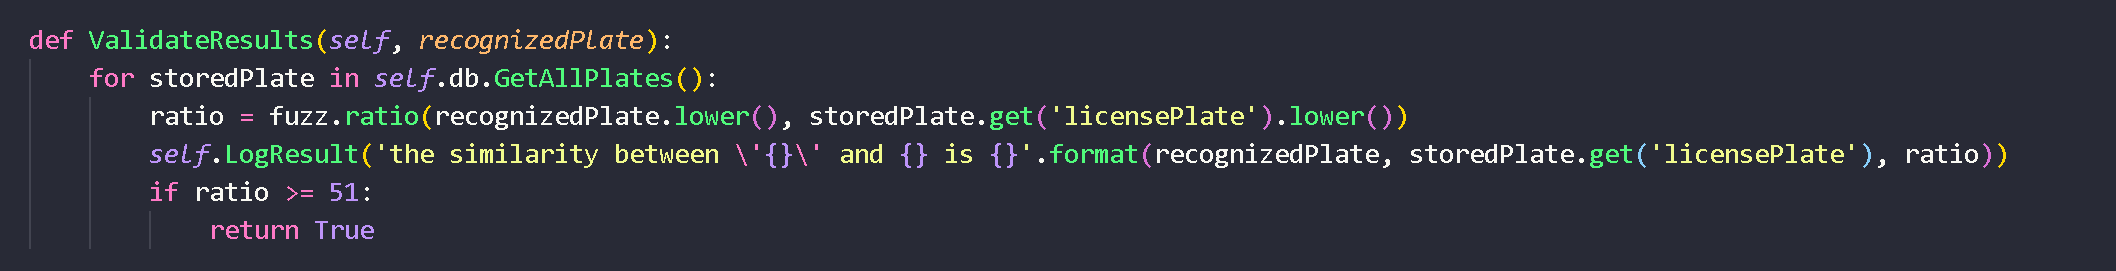 def ValidateResults(self, recognizedPlate):
    for storedPlate in self.db.GetAllPlates():
        ratio = fuzz.ratio(recognizedPlate.lower(), storedPlate.get('licensePlate').lower())
        self.LogResult('the similarity between \'{}\' and {} is {}'.format(recognizedPlate, storedPlate.get('licensePlate'), ratio))
        if ratio >= 51:
            return True